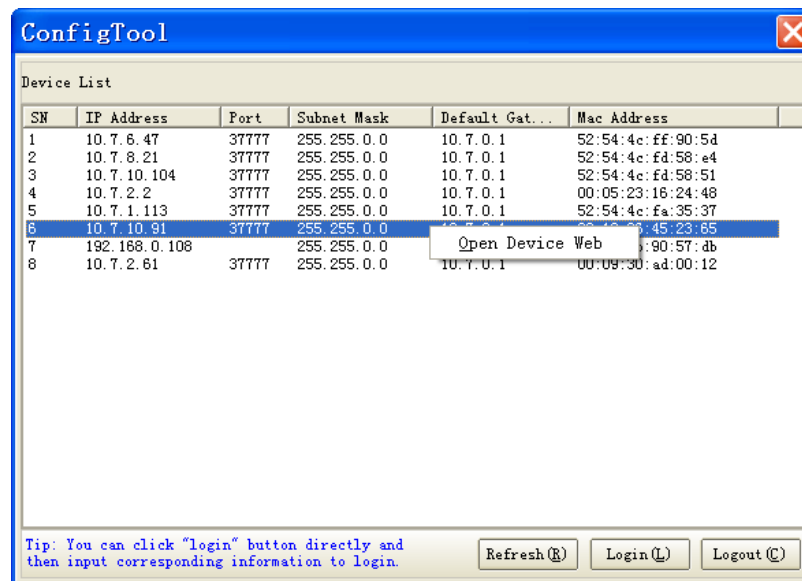 ConfigTool
Device List
SN IP Address Port Subnet Mask Default Gat... Mac Address
1 10.7.6.47 37777 255.255.0.0 10.7.0.1 52:54:4c:ff:90:5d
2 10.7.8.21 37777 255.255.0.0 10.7.0.1 52:54:4c:fd:58:e4
3 10.7.10.104 37777 255.255.0.0 10.7.0.1 52:54:4c:fd:58:51
4 10.7.2.2 37777 255.255.0.0 10.7.0.1 00:05:23:16:24:48
5 10.7.1.113 37777 255.255.0.0 10.7.0.1 52:54:4c:fa:35:37
6 10.7.10.91 37777 255.255.0.0 :45:23:65
Open Device Web
7 192.168.0.108 255.255.0.0 :90:57:db
8 10.7.2.61 37777 255.255.0.0 10.7.0.1 00:09:30:ad:00:12
Tip: You can click "login" button directly and
then input corresponding information to login.
Refresh(R) Login(L) Logout(C)